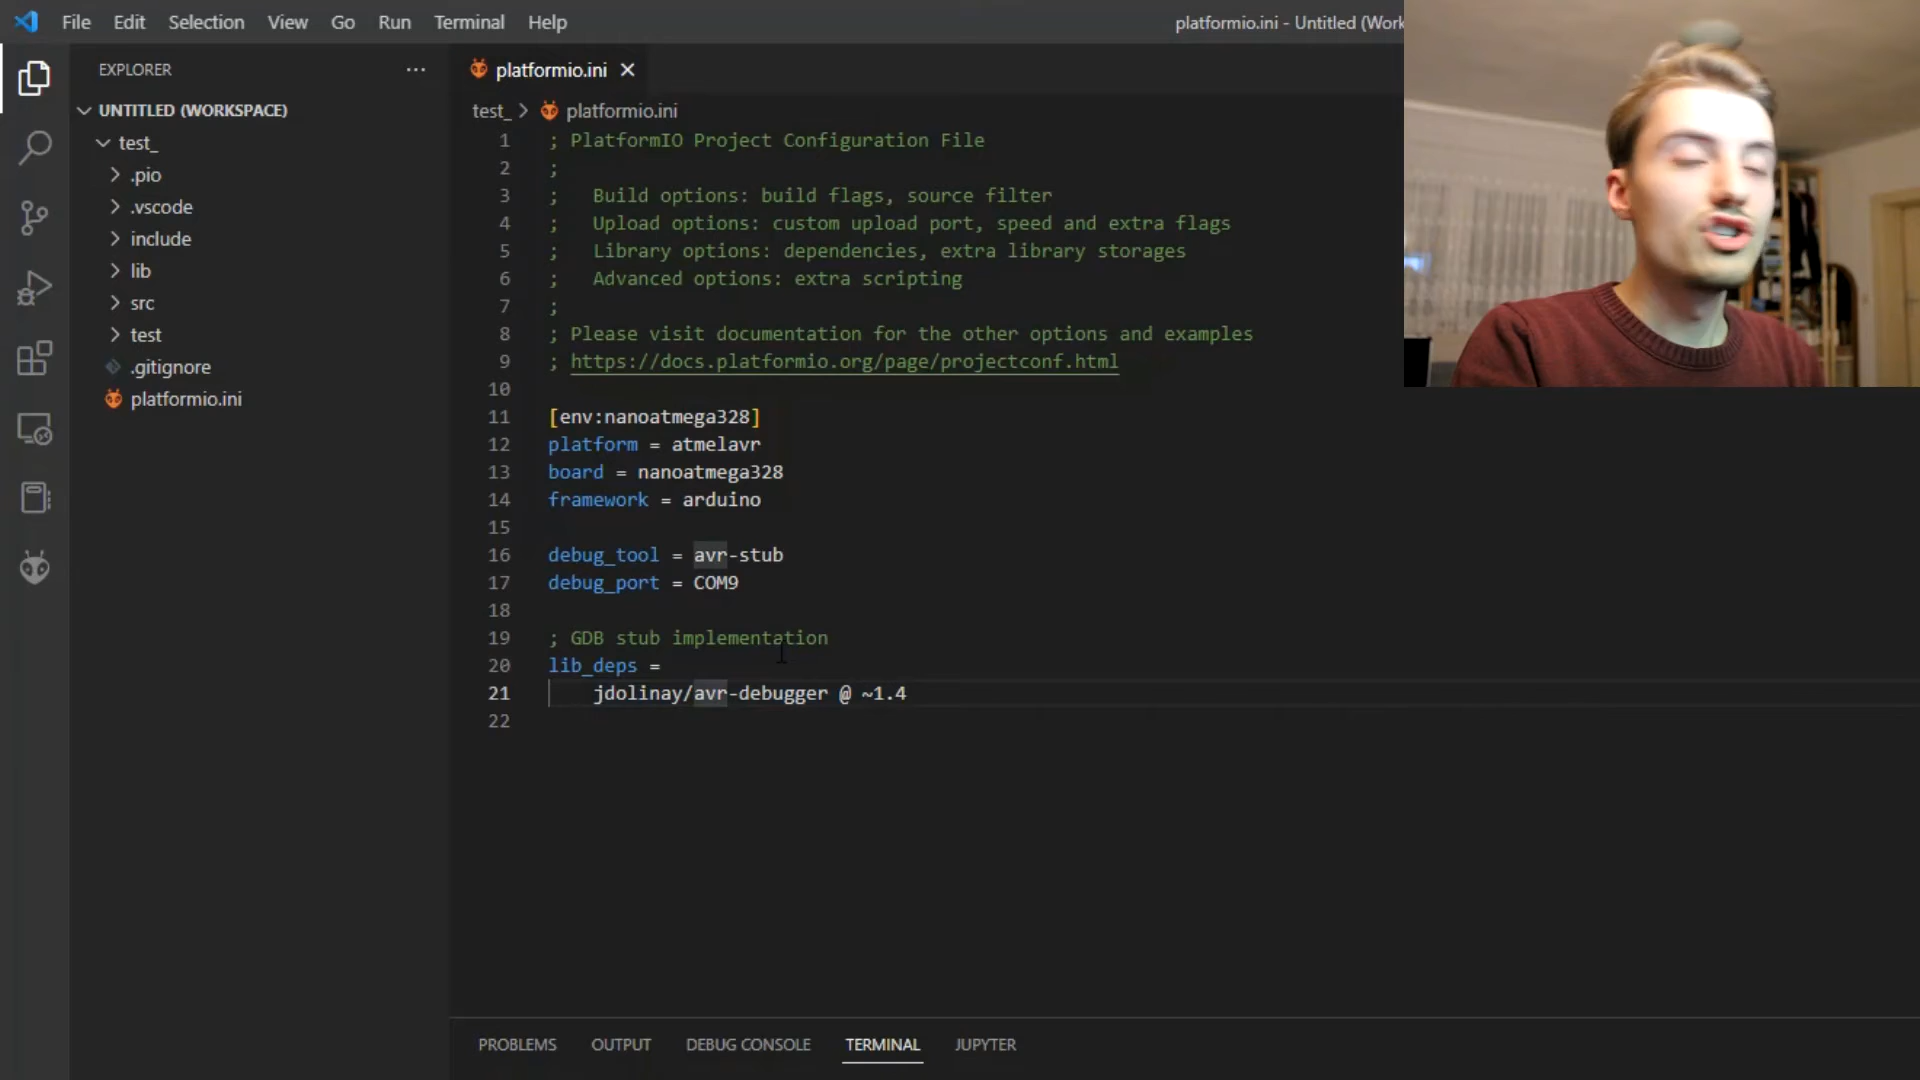 File Edit Selection View Go Run Terminal Help
platformio.ini - Untitled (Work
EXPLORER
UNTITLED (WORKSPACE)
test_
.pio
.vscode
include
lib
src
test
.gitignore
platformio.ini
platformio.ini
test_ > platformio.ini
1 ; PlatformIO Project Configuration File
2 ;
3 ;   Build options: build flags, source filter
4 ;   Upload options: custom upload port, speed and extra flags
5 ;   Library options: dependencies, extra library storages
6 ;   Advanced options: extra scripting
7 ;
8 ; Please visit documentation for the other options and examples
9 ; https://docs.platformio.org/page/projectconf.html
10
11 [env:nanoatmega328]
12 platform = atmelavr
13 board = nanoatmega328
14 framework = arduino
15
16 debug_tool = avr-stub
17 debug_port = COM9
18
19 ; GDB stub implementation
20 lib_deps =
21     jdolinay/avr-debugger @ ~1.4
22
PROBLEMS OUTPUT DEBUG CONSOLE TERMINAL JUPYTER